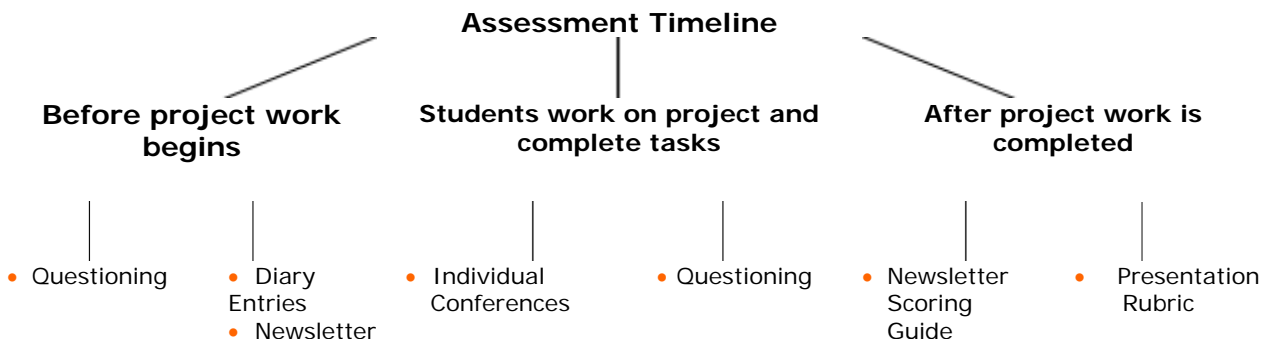 Assessment Timeline
Before project work
begins
Students work on project and
complete tasks
After project work is
completed
• Questioning
• Diary
Entries
• Newsletter
• Individual
Conferences
• Questioning
• Newsletter
Scoring
Guide
• Presentation
Rubric